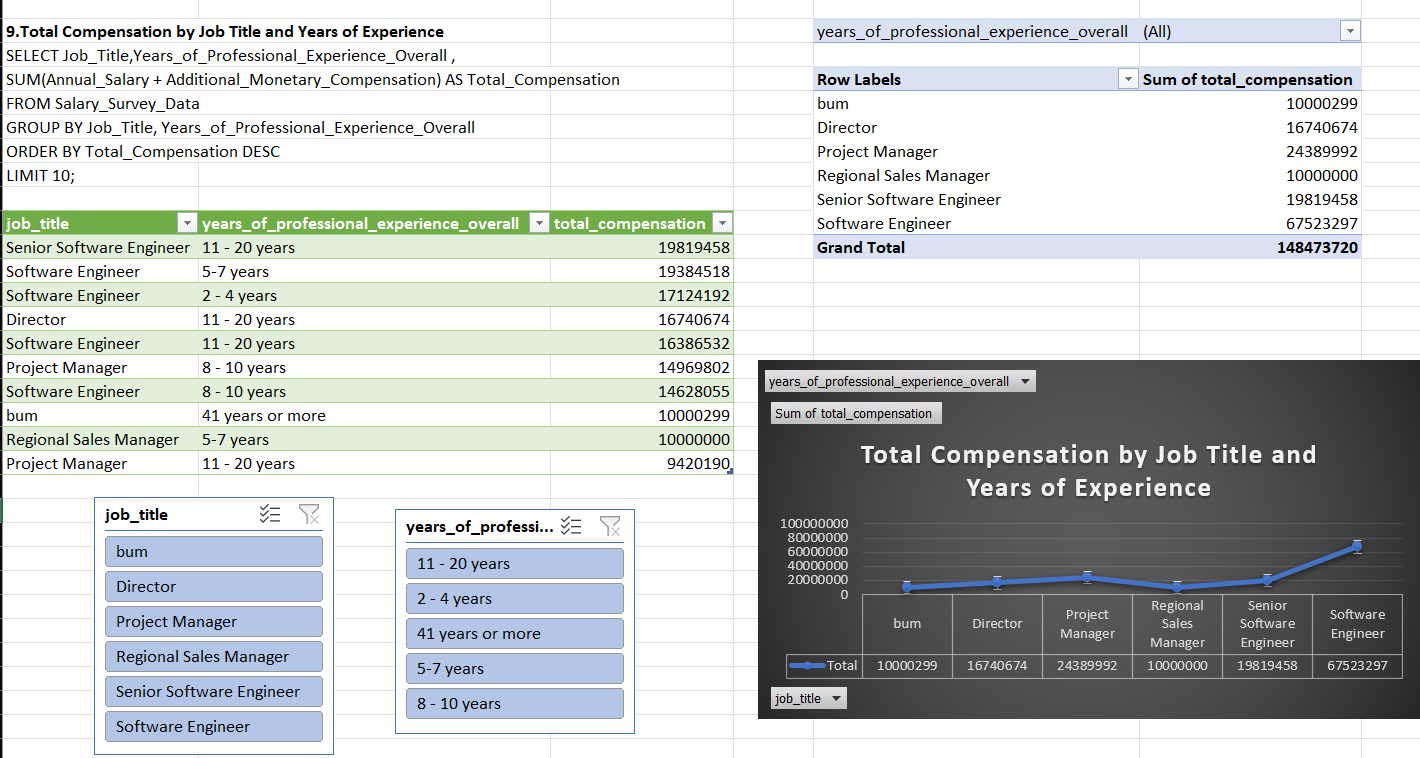 9.Total Compensation by Job Title and Years of Experience
SELECT Job_Title,Years_of_Professional_Experience_Overall ,
SUM(Annual_Salary + Additional_Monetary_Compensation) AS Total_Compensation
FROM Salary_Survey_Data
GROUP BY Job_Title, Years_of_Professional_Experience_Overall
ORDER BY Total_Compensation DESC
LIMIT 10;
job_title years_of_professional_experience_overall total_compensation
Senior Software Engineer 11 - 20 years 19819458
Software Engineer 5-7 years 19384518
Software Engineer 2 - 4 years 17124192
Director 11 - 20 years 16740674
Software Engineer 11 - 20 years 16386532
Project Manager 8 - 10 years 14969802
Software Engineer 8 - 10 years 14628055
bum 41 years or more 10000299
Regional Sales Manager 5-7 years 10000000
Project Manager 11 - 20 years 9420190
job_title
bum
Director
Project Manager
Regional Sales Manager
Senior Software Engineer
Software Engineer
years_of_professi...
11 - 20 years
2 - 4 years
41 years or more
5-7 years
8 - 10 years
years_of_professional_experience_overall (All)
Row Labels Sum of total_compensation
bum 10000299
Director 16740674
Project Manager 24389992
Regional Sales Manager 10000000
Senior Software Engineer 19819458
Software Engineer 67523297
Grand Total 148473720
years_of_professional_experience_overall
Sum of total_compensation
Total Compensation by Job Title and
Years of Experience
100000000
80000000
60000000
40000000
20000000
0
bum
Director
Project
Manager
Regional
Sales
Manager
Senior
Software
Engineer
Software
Engineer
Total 10000299 16740674 24389992 10000000 19819458 67523297
job_title